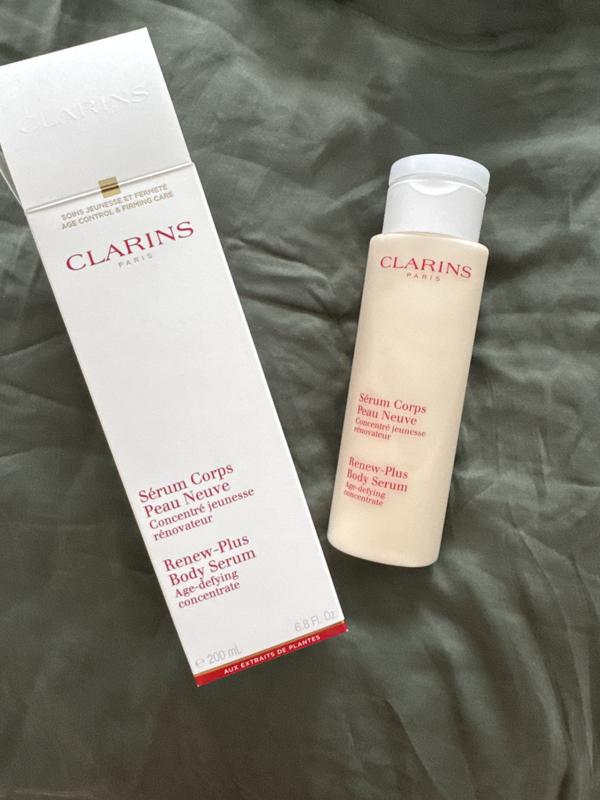 CLARINS
SOINS JEUNESSE ET FERMETÉ
AGE CONTROL & FIRMING CARE
CLARINS
PARIS
Sérum Corps
Peau Neuve
Concentré jeunesse
rénovateur
Renew-Plus
Body Serum
Age-defying
concentrate
℮ 200 mL 6.8 Fl. Oz.
AUX EXTRAITS DE PLANTES
CLARINS
PARIS
Sérum Corps
Peau Neuve
Concentré jeunesse
rénovateur
Renew-Plus
Body Serum
Age-defying
concentrate